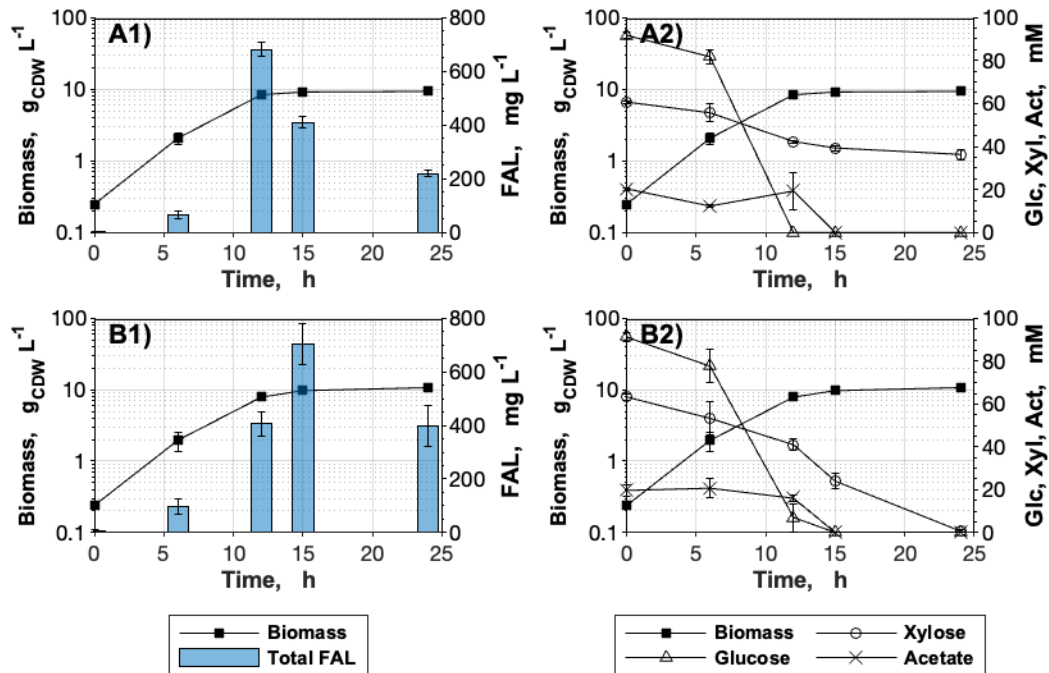 A1)
100
10
1
0.1
Biomass, gCDW L-1
800
600
400
200
0
FAL, mg L-1
0 5 10 15 20 25
Time, h
A2)
100
10
1
0.1
Biomass, gCDW L-1
100
80
60
40
20
0
Glc, Xyl, Act, mM
0 5 10 15 20 25
Time, h
B1)
100
10
1
0.1
Biomass, gCDW L-1
800
600
400
200
0
FAL, mg L-1
0 5 10 15 20 25
Time, h
B2)
100
10
1
0.1
Biomass, gCDW L-1
100
80
60
40
20
0
Glc, Xyl, Act, mM
0 5 10 15 20 25
Time, h
Biomass
Total FAL
Biomass Xylose
Glucose Acetate